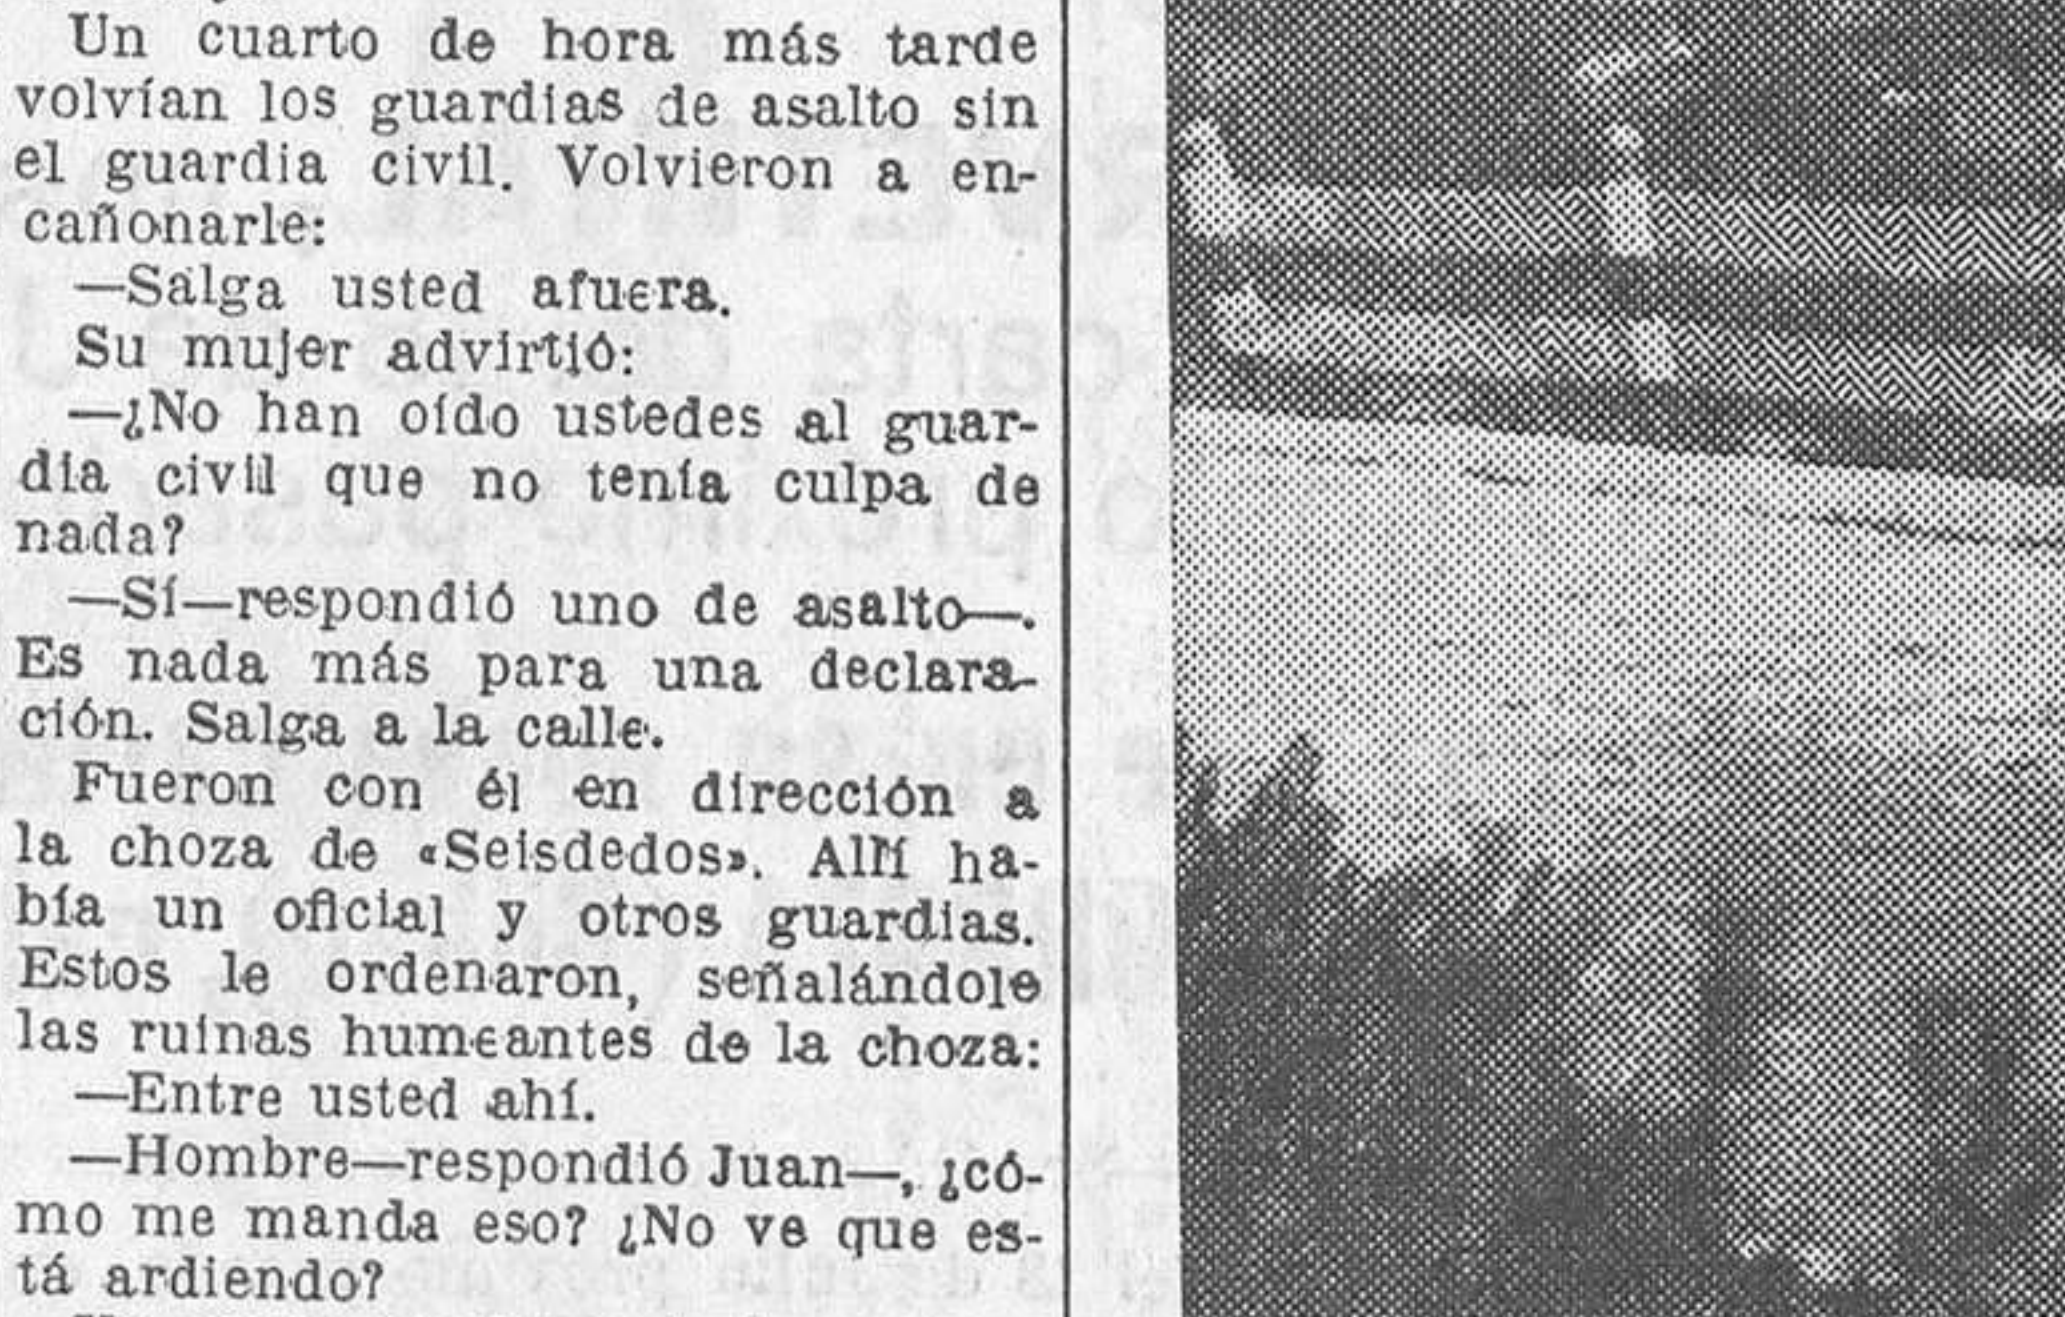 Un cuarto de hora más tarde
volvían los guardias de asalto sin
el guardia civil. Volvieron a en-
cañonarle:
—Salga usted afuera.
Su mujer advirtió:
—¿No han oído ustedes al guar-
dia civil que no tenía culpa de
nada?
—Sí—respondió uno de asalto—.
Es nada más para una declara-
ción. Salga a la calle.
Fueron con él en dirección a
la choza de «Seisdedos». Allí ha-
bía un oficial y otros guardias.
Estos le ordenaron, señalándole
las ruinas humeantes de la choza:
—Entre usted ahí.
—Hombre—respondió Juan—, ¿có-
mo me manda eso? ¿No ve que es-
tá ardiendo?